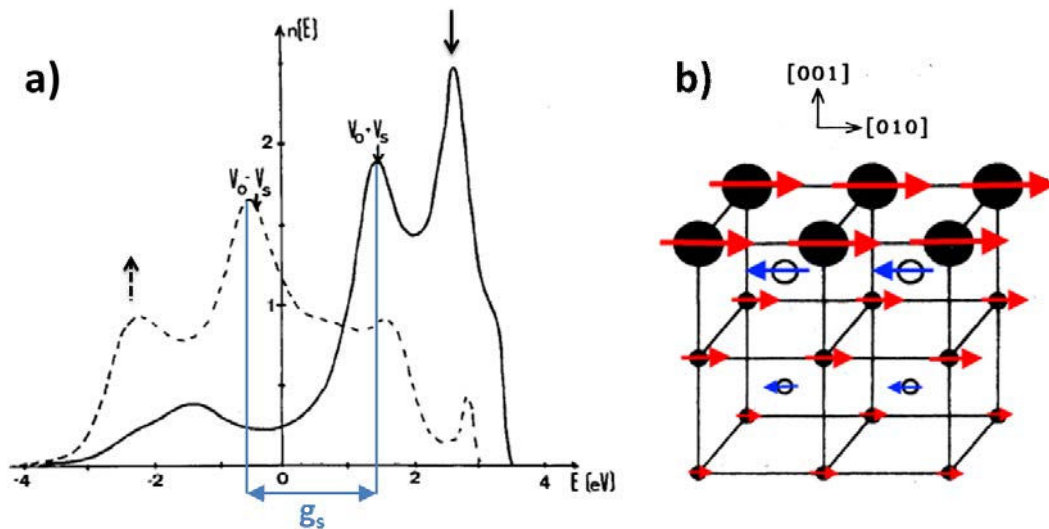 a)
n(E)
2
1
V₀ - Vₛ
V₀ + Vₛ
-4
-2
0
2
4
E (eV)
gₛ
b)
[001]
[010]